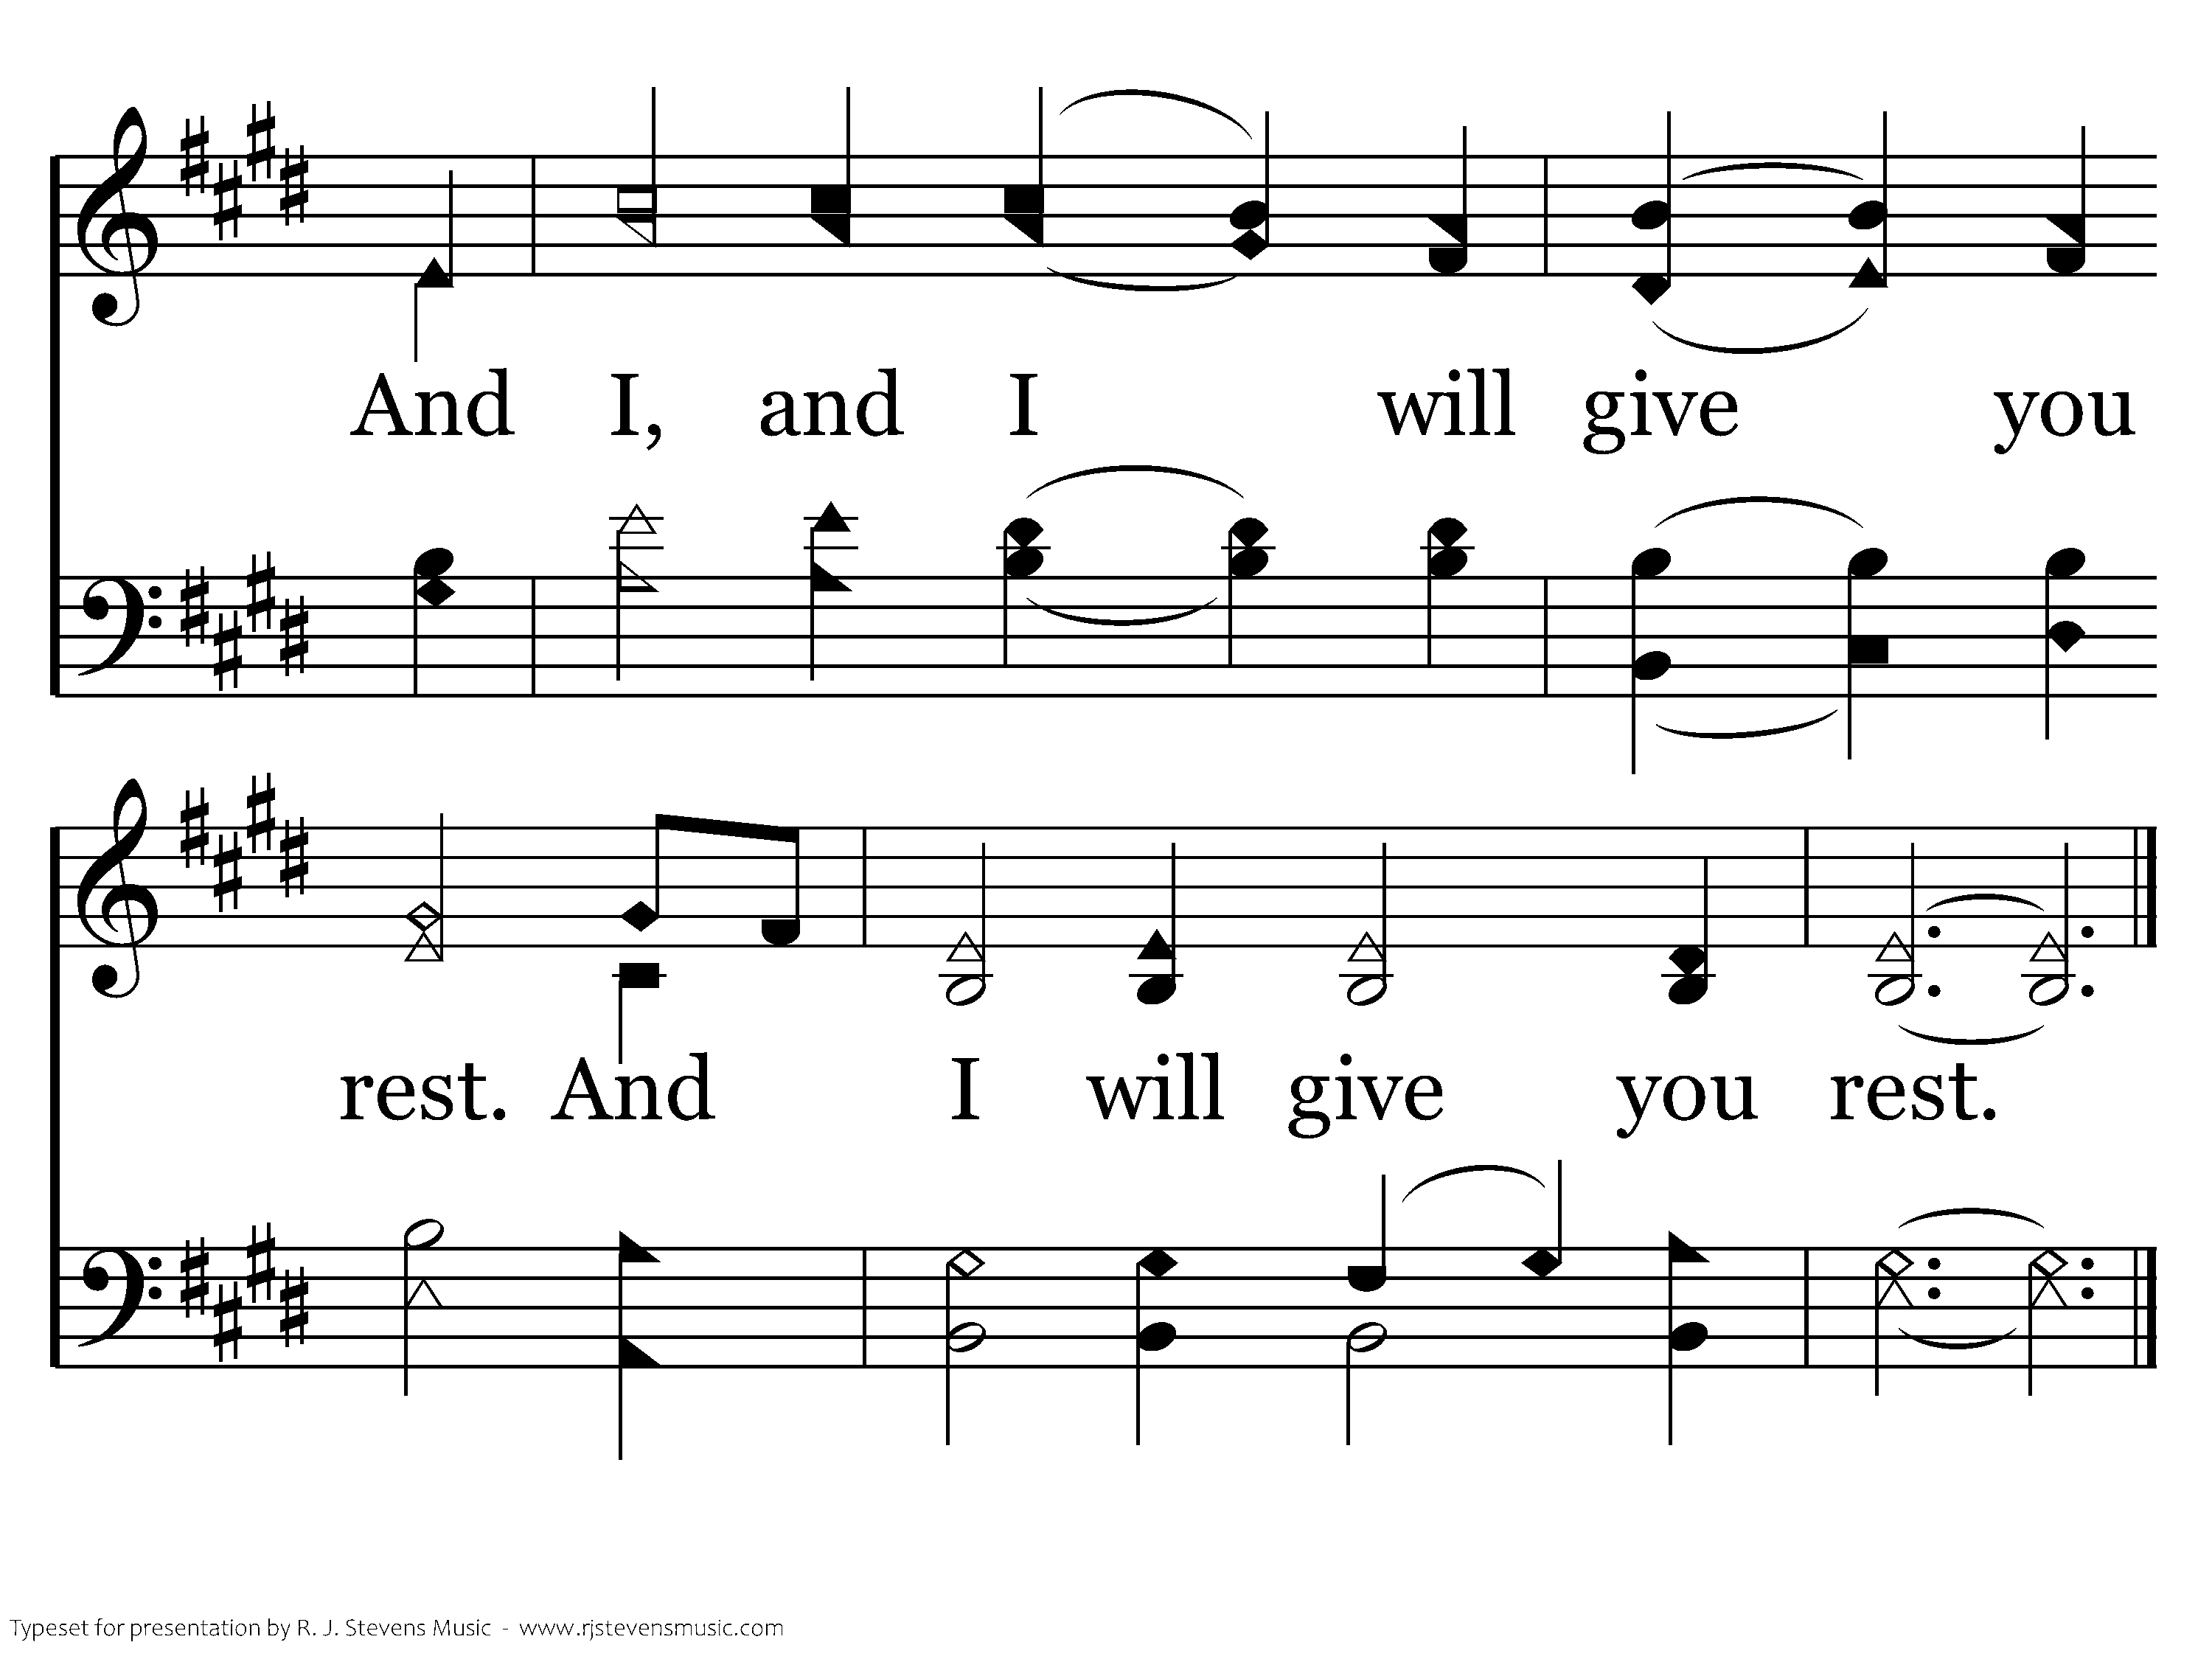 And I, and I will give you
rest. And I will give you rest.
Typeset for presentation by R. J. Stevens Music - www.rjstevensmusic.com